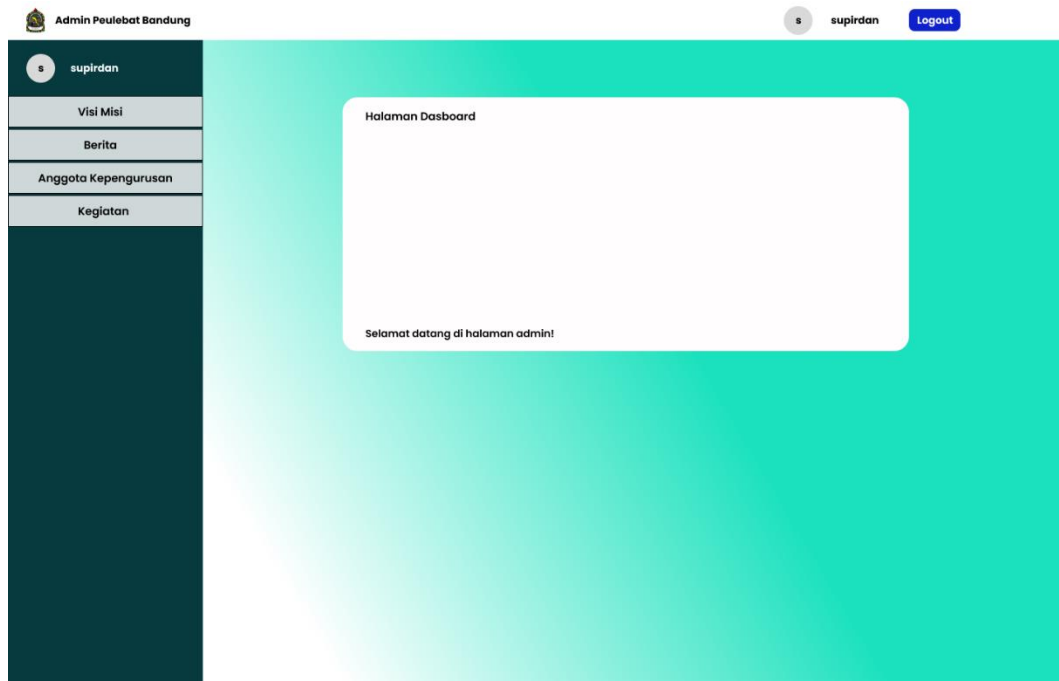 Admin Peulebat Bandung
s supirdan Logout
s supirdan
Visi Misi
Berita
Anggota Kepengurusan
Kegiatan
Halaman Dasboard
Selamat datang di halaman admin!